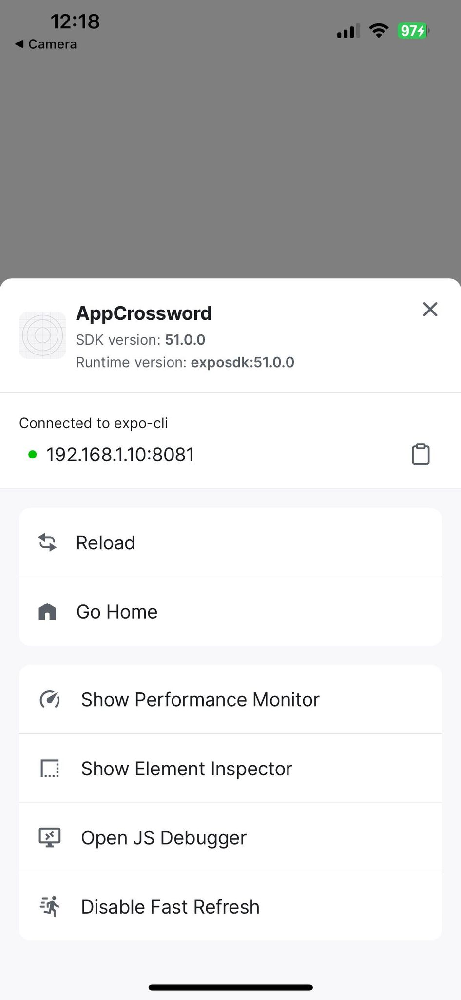 12:18
97
Camera
AppCrossword
SDK version: 51.0.0
Runtime version: exposdk:51.0.0
Connected to expo-cli
192.168.1.10:8081
Reload
Go Home
Show Performance Monitor
Show Element Inspector
Open JS Debugger
Disable Fast Refresh